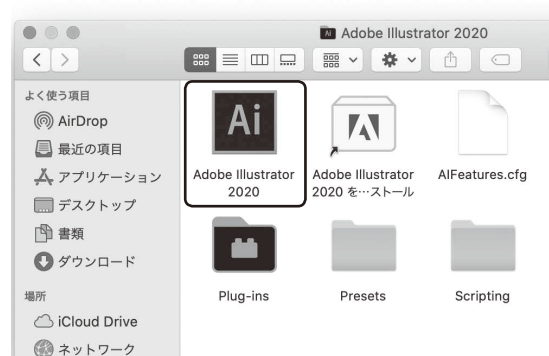 Adobe Illustrator 2020
よく使う項目
AirDrop
最近の項目
アプリケーション
デスクトップ
書類
ダウンロード
場所
iCloud Drive
ネットワーク
Ai
Adobe Illustrator
2020
Adobe Illustrator
2020 を…ストール
AIFeatures.cfg
Plug-ins
Presets
Scripting